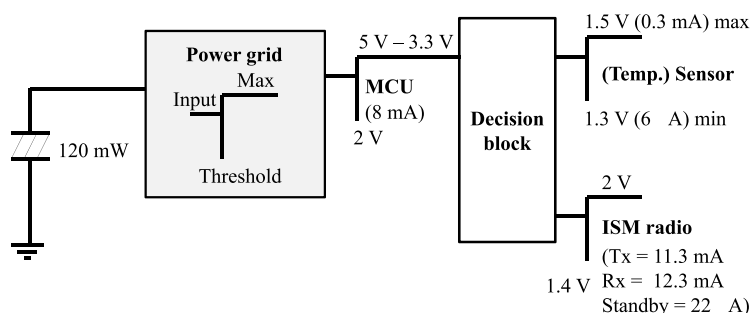 Power grid
Input
Max
Threshold
120 mW
5 V – 3.3 V
MCU
(8 mA)
2 V
Decision
block
1.5 V (0.3 mA) max
(Temp.) Sensor
1.3 V (6 A) min
2 V
ISM radio
(Tx = 11.3 mA
1.4 V
Rx = 12.3 mA
Standby = 22 A)